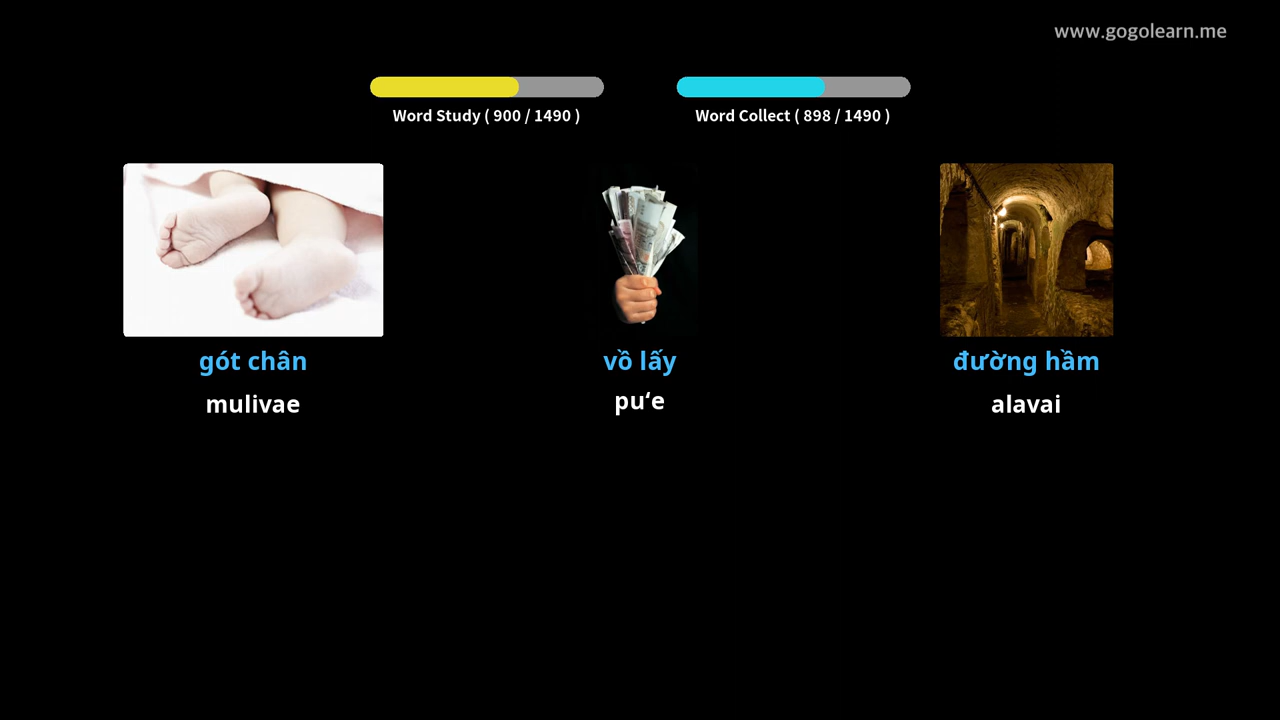 www.gogolearn.me
Word Study ( 900 / 1490 )
Word Collect ( 898 / 1490 )
gót chân
vồ lấy
đường hầm
mulivae
puʻe
alavai